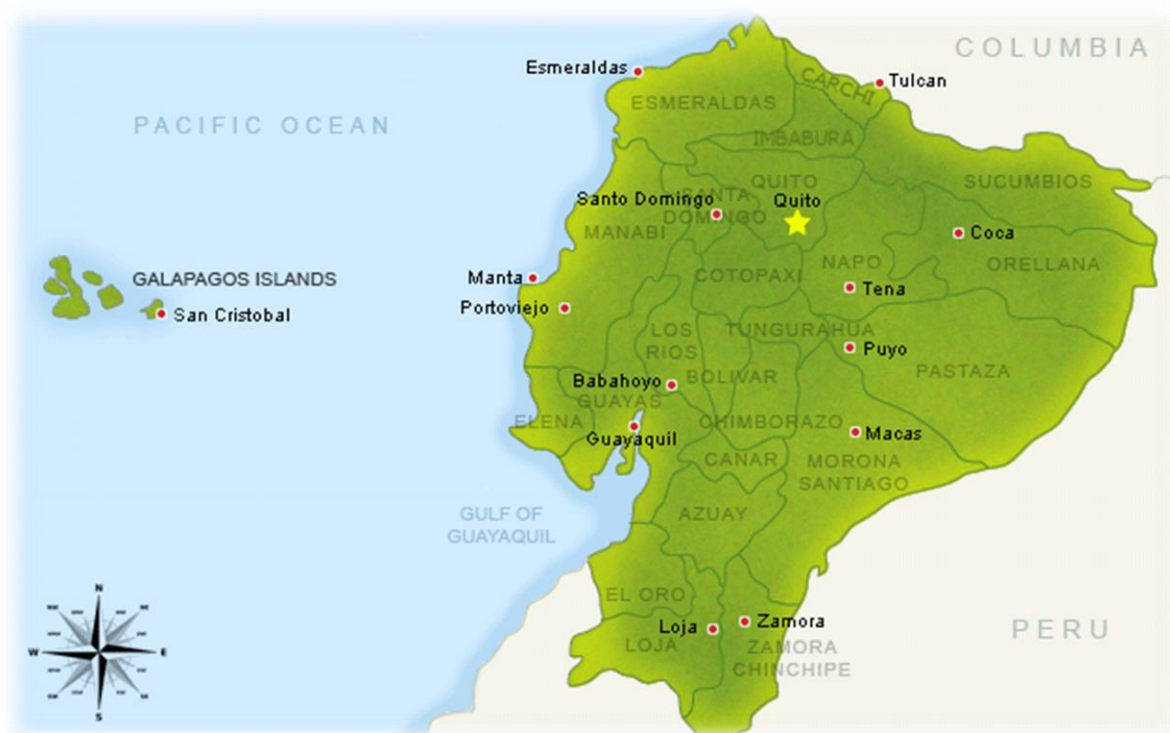 COLUMBIA
Esmeraldas
Tulcan
CARCHI
ESMERALDAS
PACIFIC OCEAN
IMBABURA
QUITO
SUCUMBIOS
SANTA
DOMINGO
Santo Domingo
Quito
MANABI
Coca
NAPO
ORELLANA
COTOPAXI
Manta
GALAPAGOS ISLANDS
Tena
Portoviejo
San Cristobal
LOS
RIOS
TUNGURAHUA
Puyo
PASTAZA
Babahoyo
BOLIVAR
GUAYAS
ELENA
CHIMBORAZO
Guayaquil
Macas
CANAR
MORONA
SANTIAGO
GULF OF
GUAYAQUIL
AZUAY
EL ORO
Loja
Zamora
PERU
LOJA
ZAMORA
CHINCHIPE
N
W
E
S